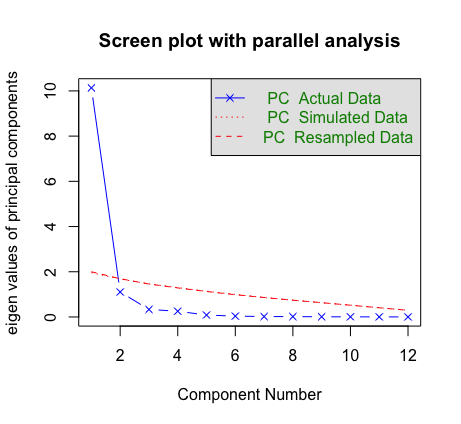 Screen plot with parallel analysis
eigen values of principal components
10
8
6
4
2
0
PC Actual Data
PC Simulated Data
PC Resampled Data
2 4 6 8 10 12
Component Number